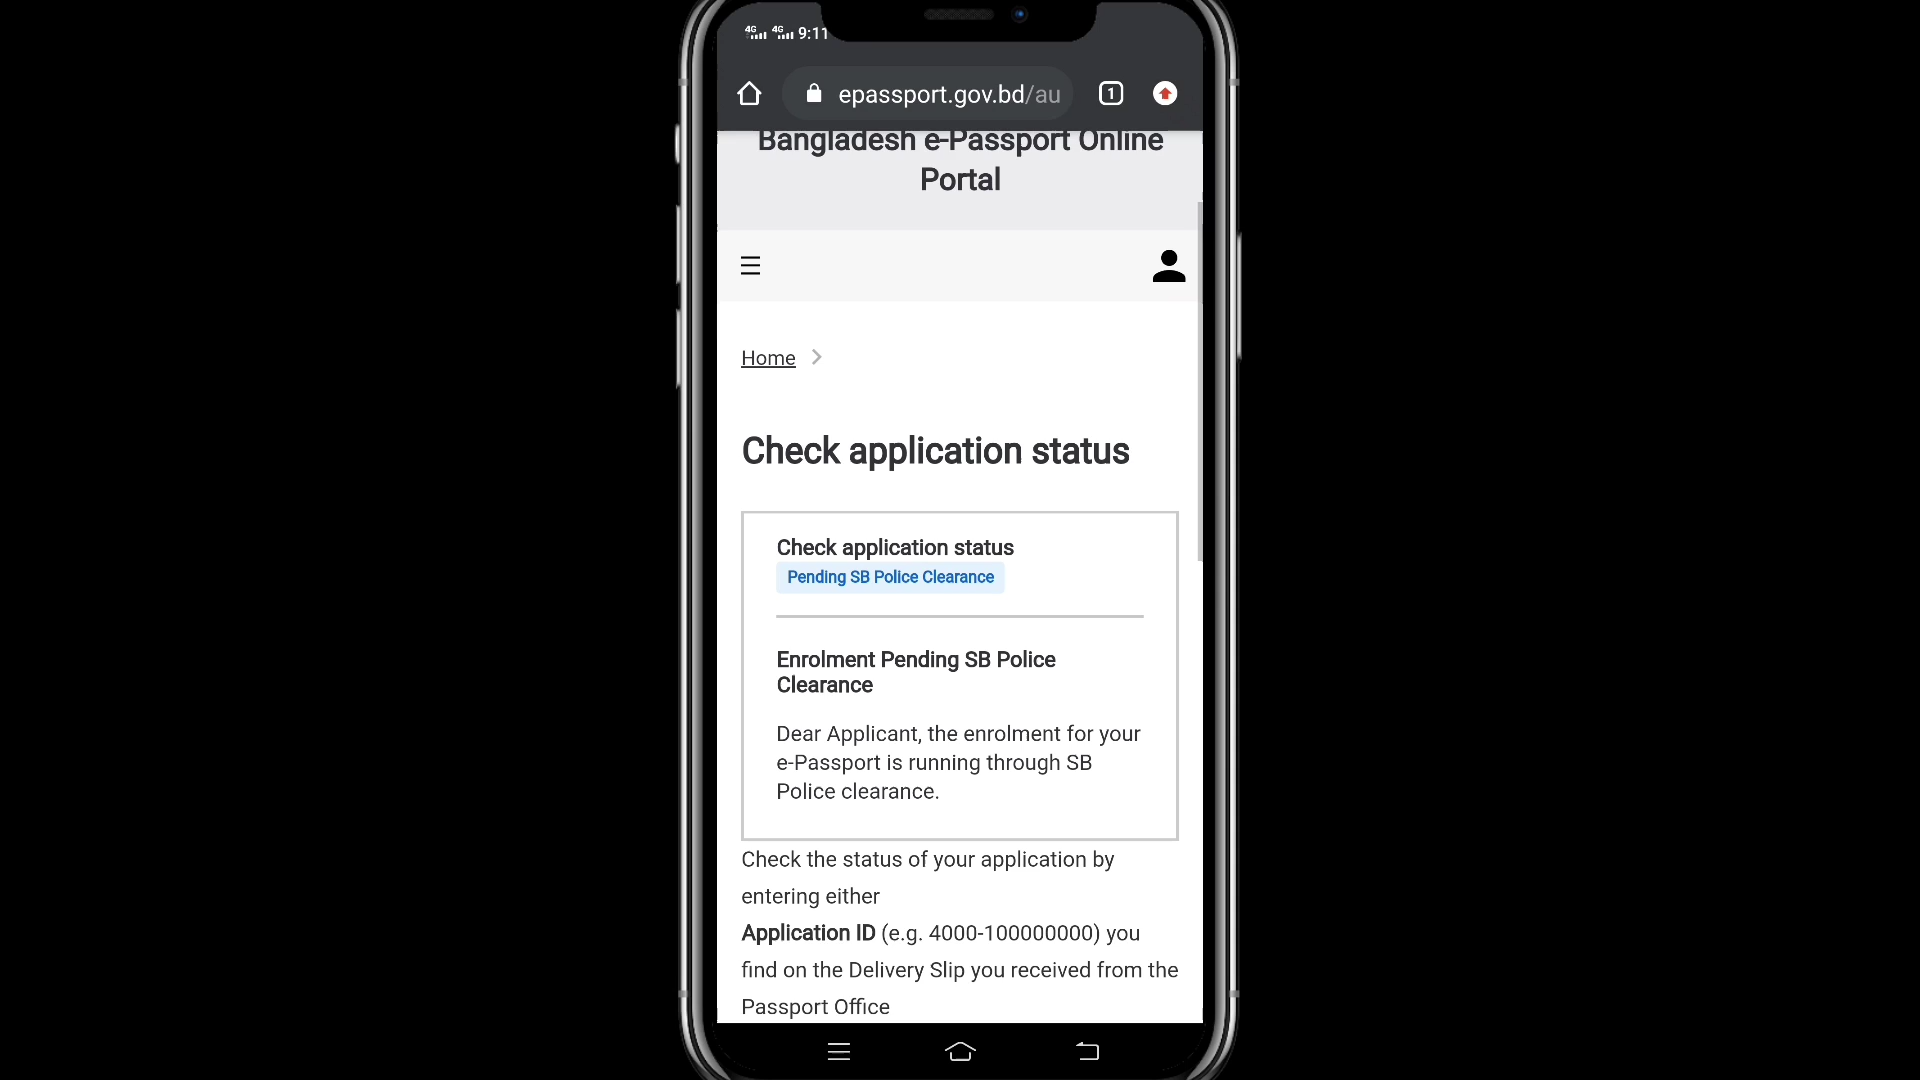 4G 4G 9:11
epassport.gov.bd/au
1
Bangladesh e-Passport Online
Portal
Home
Check application status
Check application status
Pending SB Police Clearance
Enrolment Pending SB Police
Clearance
Dear Applicant, the enrolment for your
e-Passport is running through SB
Police clearance.
Check the status of your application by
entering either
Application ID (e.g. 4000-100000000) you
find on the Delivery Slip you received from the
Passport Office